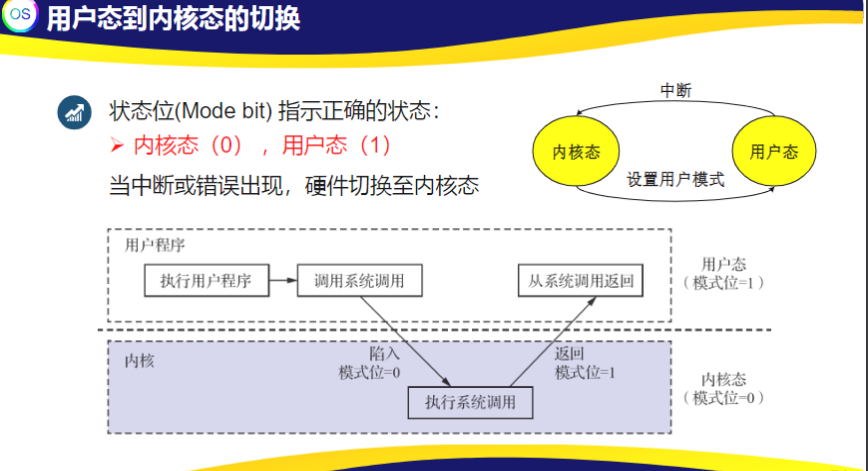 OS
用户态到内核态的切换
状态位(Mode bit) 指示正确的状态：
➢ 内核态（0），用户态（1）
当中断或错误出现，硬件切换至内核态
中断
内核态
用户态
设置用户模式
用户程序
执行用户程序
调用系统调用
从系统调用返回
用户态
（模式位=1）
内核
陷入
模式位=0
返回
模式位=1
执行系统调用
内核态
（模式位=0）